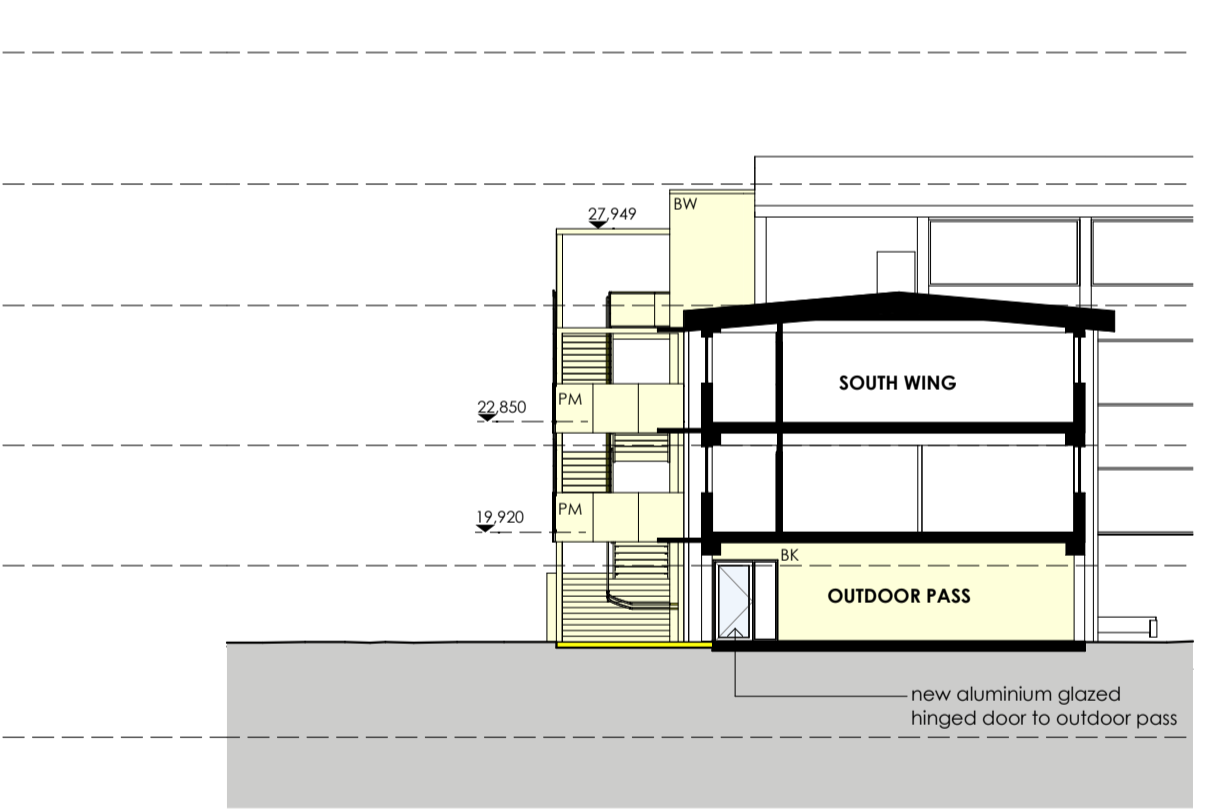 BW
27,949
SOUTH WING
PM
22,850
PM
19,920
BK
OUTDOOR PASS
new aluminium glazed
hinged door to outdoor pass